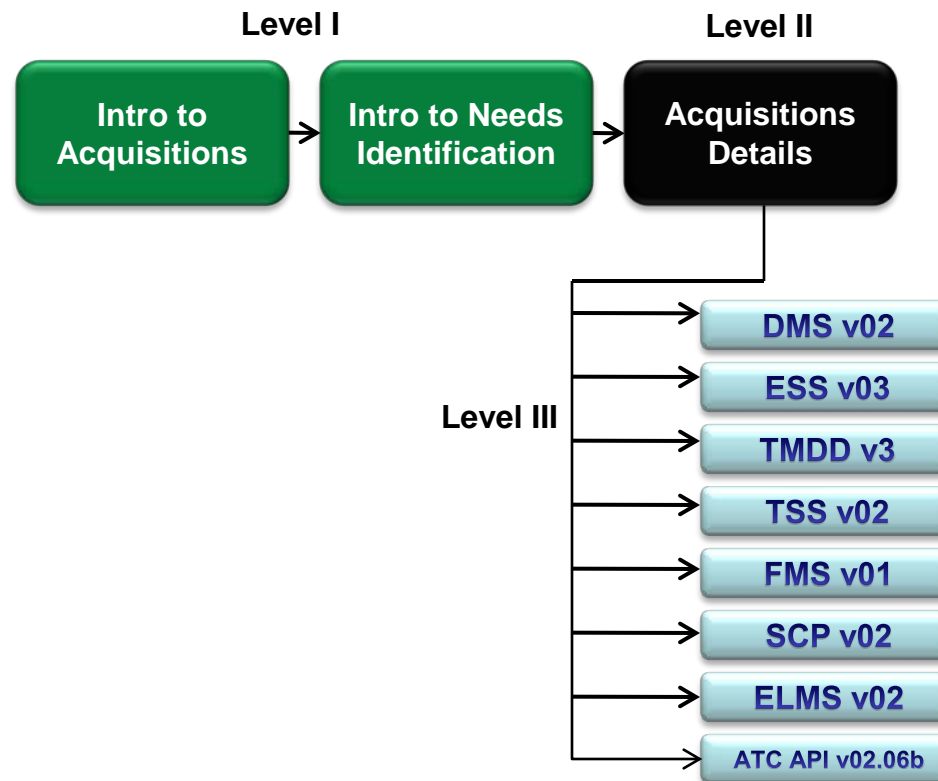 Level I
Level II
Intro to
Acquisitions
Intro to Needs
Identification
Acquisitions
Details
Level III
DMS v02
ESS v03
TMDD v3
TSS v02
FMS v01
SCP v02
ELMS v02
ATC API v02.06b